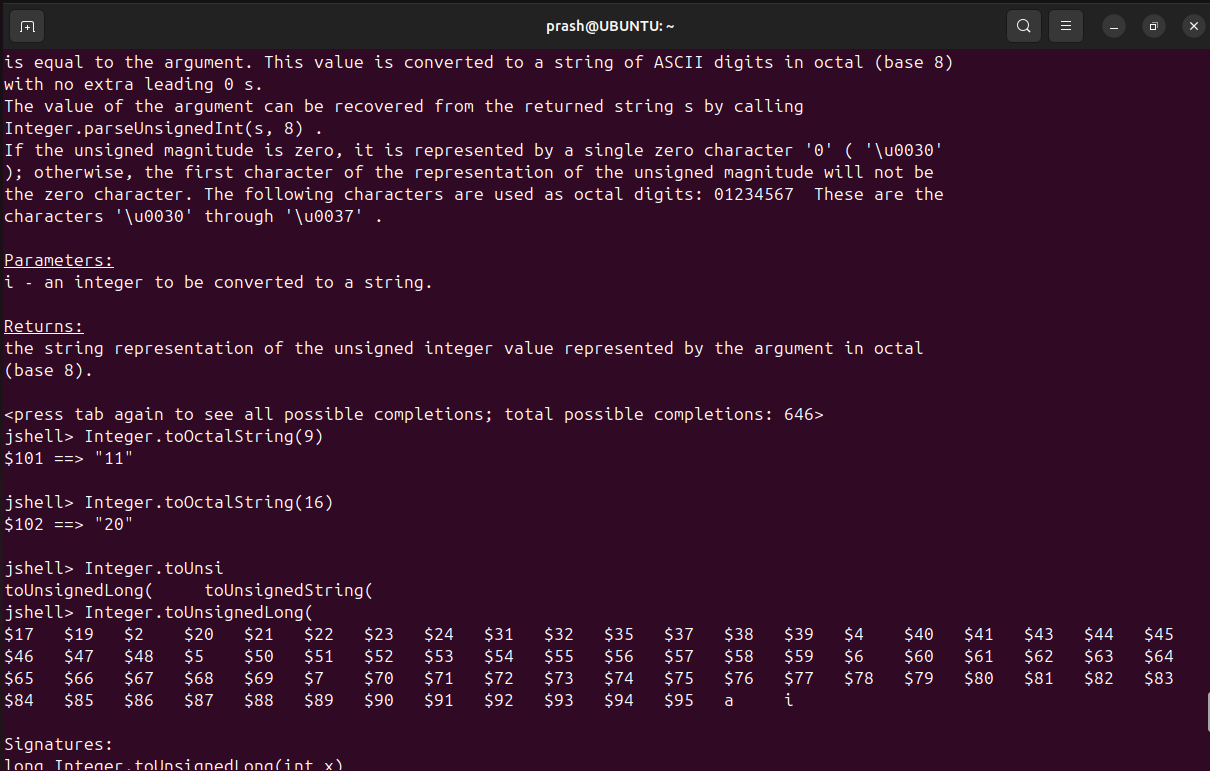 prash@UBUNTU: ~
is equal to the argument. This value is converted to a string of ASCII digits in octal (base 8)
with no extra leading 0 s.
The value of the argument can be recovered from the returned string s by calling
Integer.parseUnsignedInt(s, 8) .
If the unsigned magnitude is zero, it is represented by a single zero character '0' ( '\u0030'
); otherwise, the first character of the representation of the unsigned magnitude will not be
the zero character. The following characters are used as octal digits: 01234567  These are the
characters '\u0030' through '\u0037' .
Parameters:
i - an integer to be converted to a string.
Returns:
the string representation of the unsigned integer value represented by the argument in octal
(base 8).
<press tab again to see all possible completions; total possible completions: 646>
jshell> Integer.toOctalString(9)
$101 ==> "11"
jshell> Integer.toOctalString(16)
$102 ==> "20"
jshell> Integer.toUnsi
toUnsignedLong(     toUnsignedString(
jshell> Integer.toUnsignedLong(
$17   $19   $2    $20   $21   $22   $23   $24   $31   $32   $35   $37   $38   $39   $4    $40   $41   $43   $44   $45
$46   $47   $48   $5    $50   $51   $52   $53   $54   $55   $56   $57   $58   $59   $6    $60   $61   $62   $63   $64
$65   $66   $67   $68   $69   $7    $70   $71   $72   $73   $74   $75   $76   $77   $78   $79   $80   $81   $82   $83
$84   $85   $86   $87   $88   $89   $90   $91   $92   $93   $94   $95   a     i
Signatures:
long Integer.toUnsignedLong(int x)